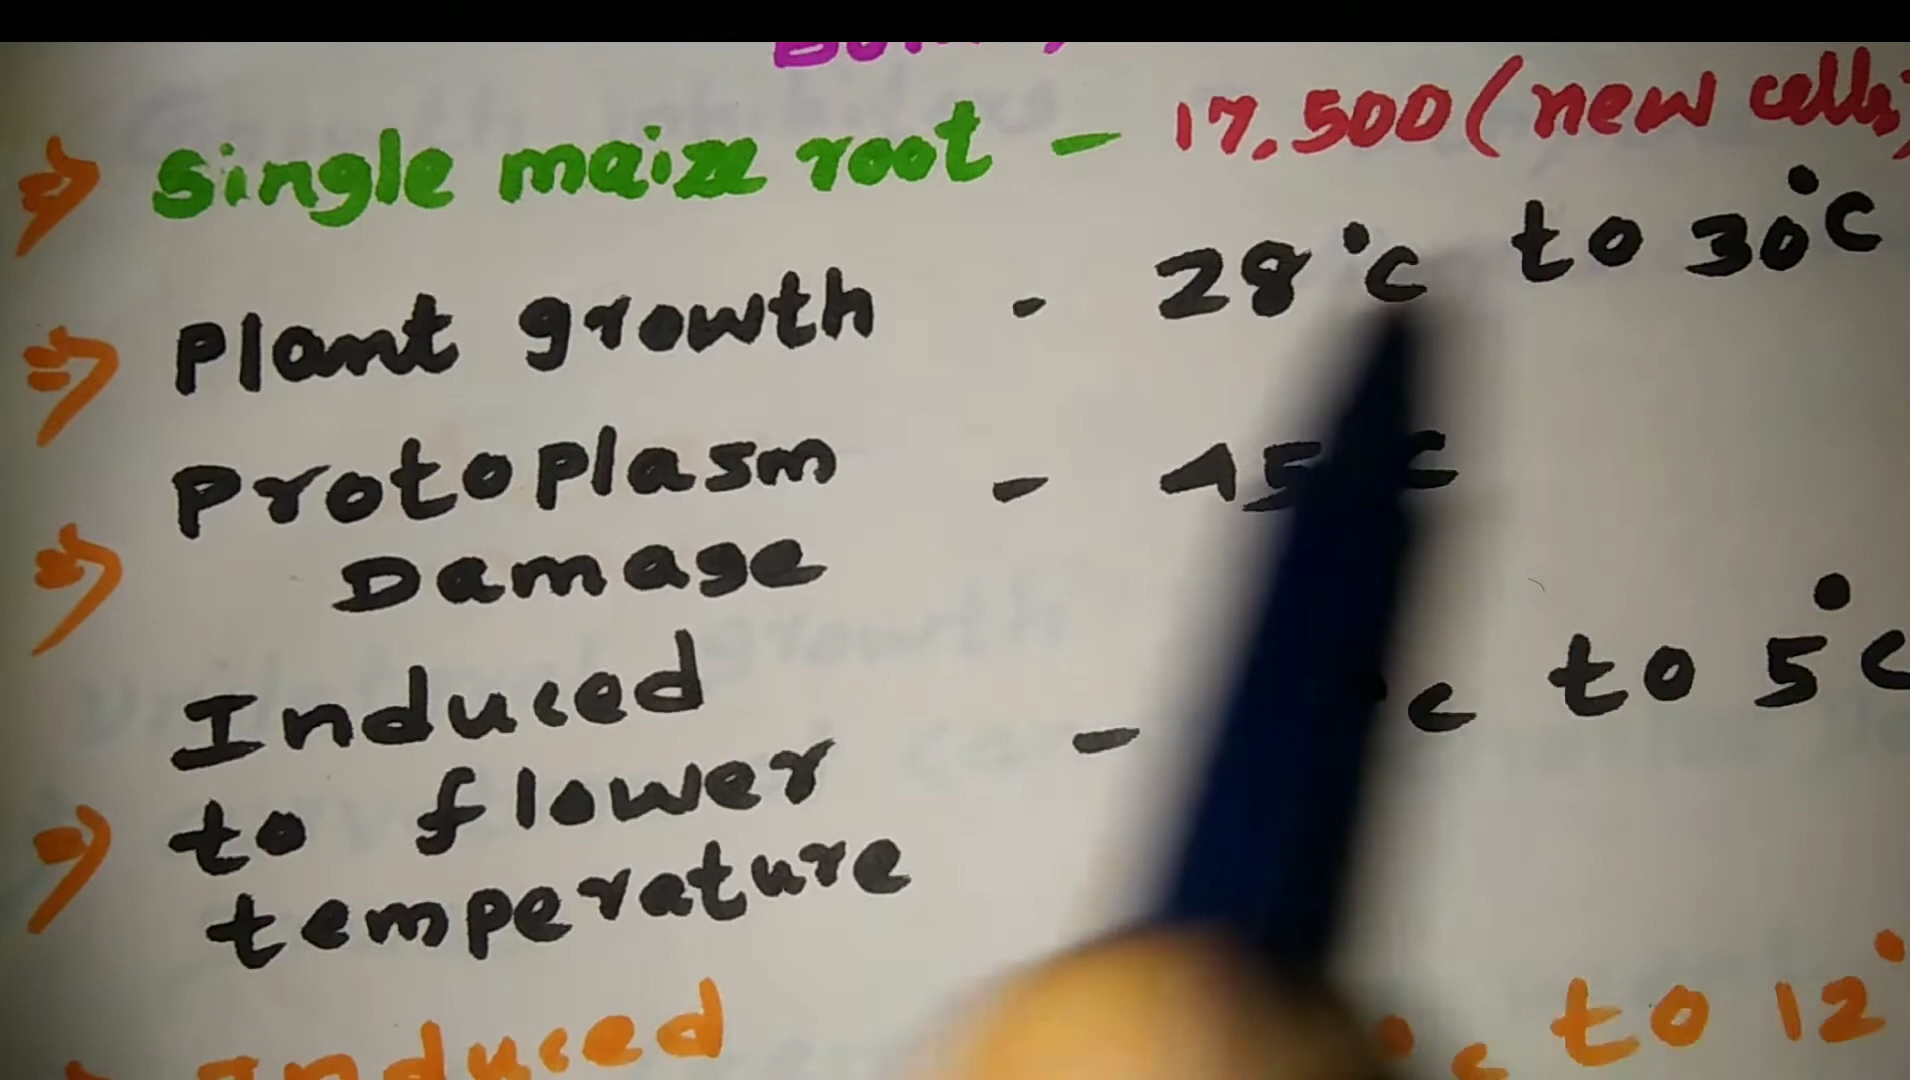 Single maize root - 17.500 (new cells)
Plant growth - 28°C to 30°C
Protoplasm - 45°C
Damage
Induced
to flower - °C to 5°C
temperature
Induced °C to 12°